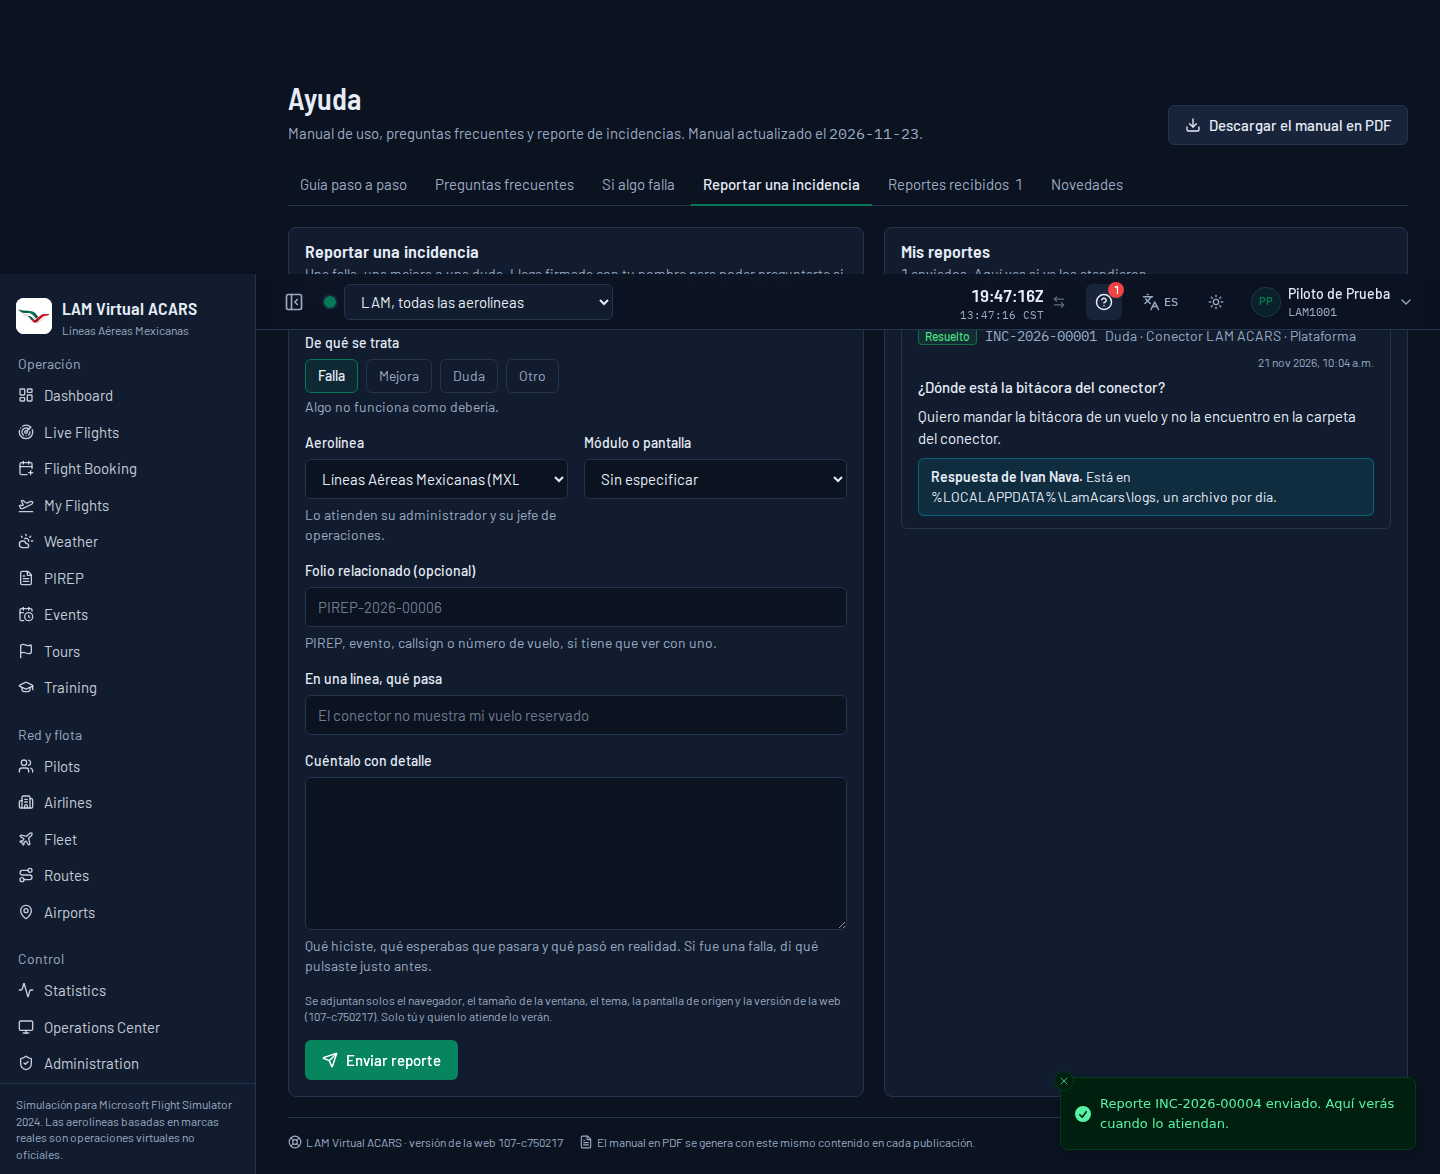 Ayuda
Manual de uso, preguntas frecuentes y reporte de incidencias. Manual actualizado el 2026-11-23.
Descargar el manual en PDF
Guía paso a paso
Preguntas frecuentes
Si algo falla
Reportar una incidencia
Reportes recibidos 1
Novedades
Reportar una incidencia
Mis reportes
LAM Virtual ACARS
Líneas Aéreas Mexicanas
LAM, todas las aerolíneas
19:47:16Z
13:47:16 CST
1
ES
PP
Piloto de Prueba
LAM1001
Operación
Dashboard
Live Flights
Flight Booking
My Flights
Weather
PIREP
Events
Tours
Training
Red y flota
Pilots
Airlines
Fleet
Routes
Airports
Control
Statistics
Operations Center
Administration
Simulación para Microsoft Flight Simulator
2024. Las aerolíneas basadas en marcas
reales son operaciones virtuales no
oficiales.
De qué se trata
Falla
Mejora
Duda
Otro
Algo no funciona como debería.
Aerolínea
Módulo o pantalla
Líneas Aéreas Mexicanas (MXL
Sin especificar
Lo atienden su administrador y su jefe de
operaciones.
Folio relacionado (opcional)
PIREP-2026-00006
PIREP, evento, callsign o número de vuelo, si tiene que ver con uno.
En una línea, qué pasa
El conector no muestra mi vuelo reservado
Cuéntalo con detalle
Qué hiciste, qué esperabas que pasara y qué pasó en realidad. Si fue una falla, di qué
pulsaste justo antes.
Se adjuntan solos el navegador, el tamaño de la ventana, el tema, la pantalla de origen y la versión de la web
(107-c750217). Solo tú y quien lo atiende lo verán.
Enviar reporte
Resuelto
INC-2026-00001 Duda · Conector LAM ACARS · Plataforma
21 nov 2026, 10:04 a.m.
¿Dónde está la bitácora del conector?
Quiero mandar la bitácora de un vuelo y no la encuentro en la carpeta
del conector.
Respuesta de Ivan Nava. Está en
%LOCALAPPDATA%\LamAcars\logs, un archivo por día.
LAM Virtual ACARS · versión de la web 107-c750217
El manual en PDF se genera con este mismo contenido en cada publicación.
Reporte INC-2026-00004 enviado. Aquí verás
cuando lo atiendan.